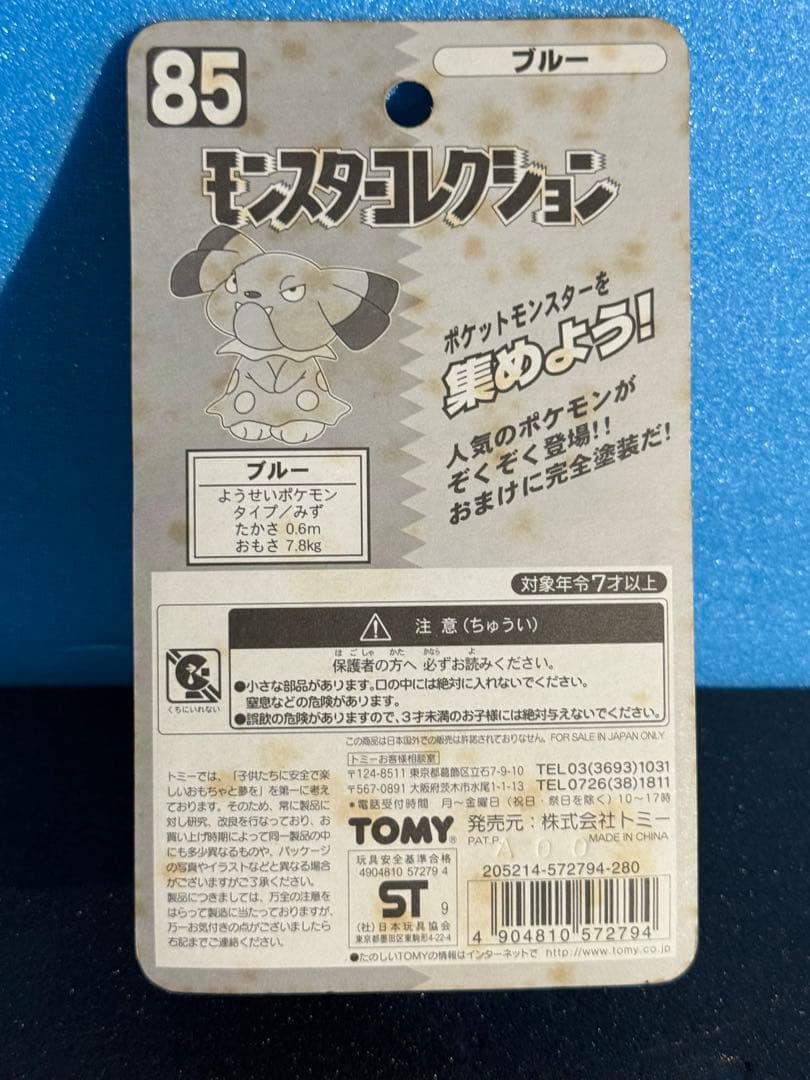 85
ブルー
モンスターコレクション
ポケットモンスターを
集めよう!
人気のポケモンが
ぞくぞく登場!!
おまけに完全塗装だ!
ブルー
ようせいポケモン
タイプ/みず
たかさ 0.6m
おもさ 7.8kg
対象年令7才以上
注 意(ちゅうい)
ほごしゃ かた かなら よ
保護者の方へ 必ずお読みください。
●小さな部品があります。口の中には絶対に入れないでください。
窒息などの危険があります。
●誤飲の危険がありますので、3才未満のお子様には絶対与えないでください。
くちにいれない
この商品は日本国外での販売は許諾されておりません。FOR SALE IN JAPAN ONLY
トミーお客様相談室
〒124-8511 東京都葛飾区立石7-9-10 TEL03(3693)1031
〒567-0891 大阪府茨木市水尾1-1-13 TEL0726(38)1811
*電話受付時間 月〜金曜日(祝日・祭日を除く)10〜17時
トミーでは、「子供たちに安全で楽
しいおもちゃと夢を」を第一に考え
ております。そのため、常に製品に
対し研究、改良を行なっており、お
買い上げ時期によって同一製品の中
にも多少異なるものや、パッケージ
の写真やイラストなどと異なる場合
がございますがご了承ください。
製品につきましては、万全の注意を
はらって製造に当たっておりますが、
万一お気付きの点がございましたら
右記までご連絡ください。
TOMY® 発売元:株式会社トミー
PAT.P. A00 MADE IN CHINA
205214-572794-280
玩具安全基準合格
4904810 57279 4
ST 9
(社)日本玩具協会
東京都墨田区東駒形4-22-4
4 904810 572794
●たのしいTOMYの情報はインターネットで http://www.tomy.co.jp